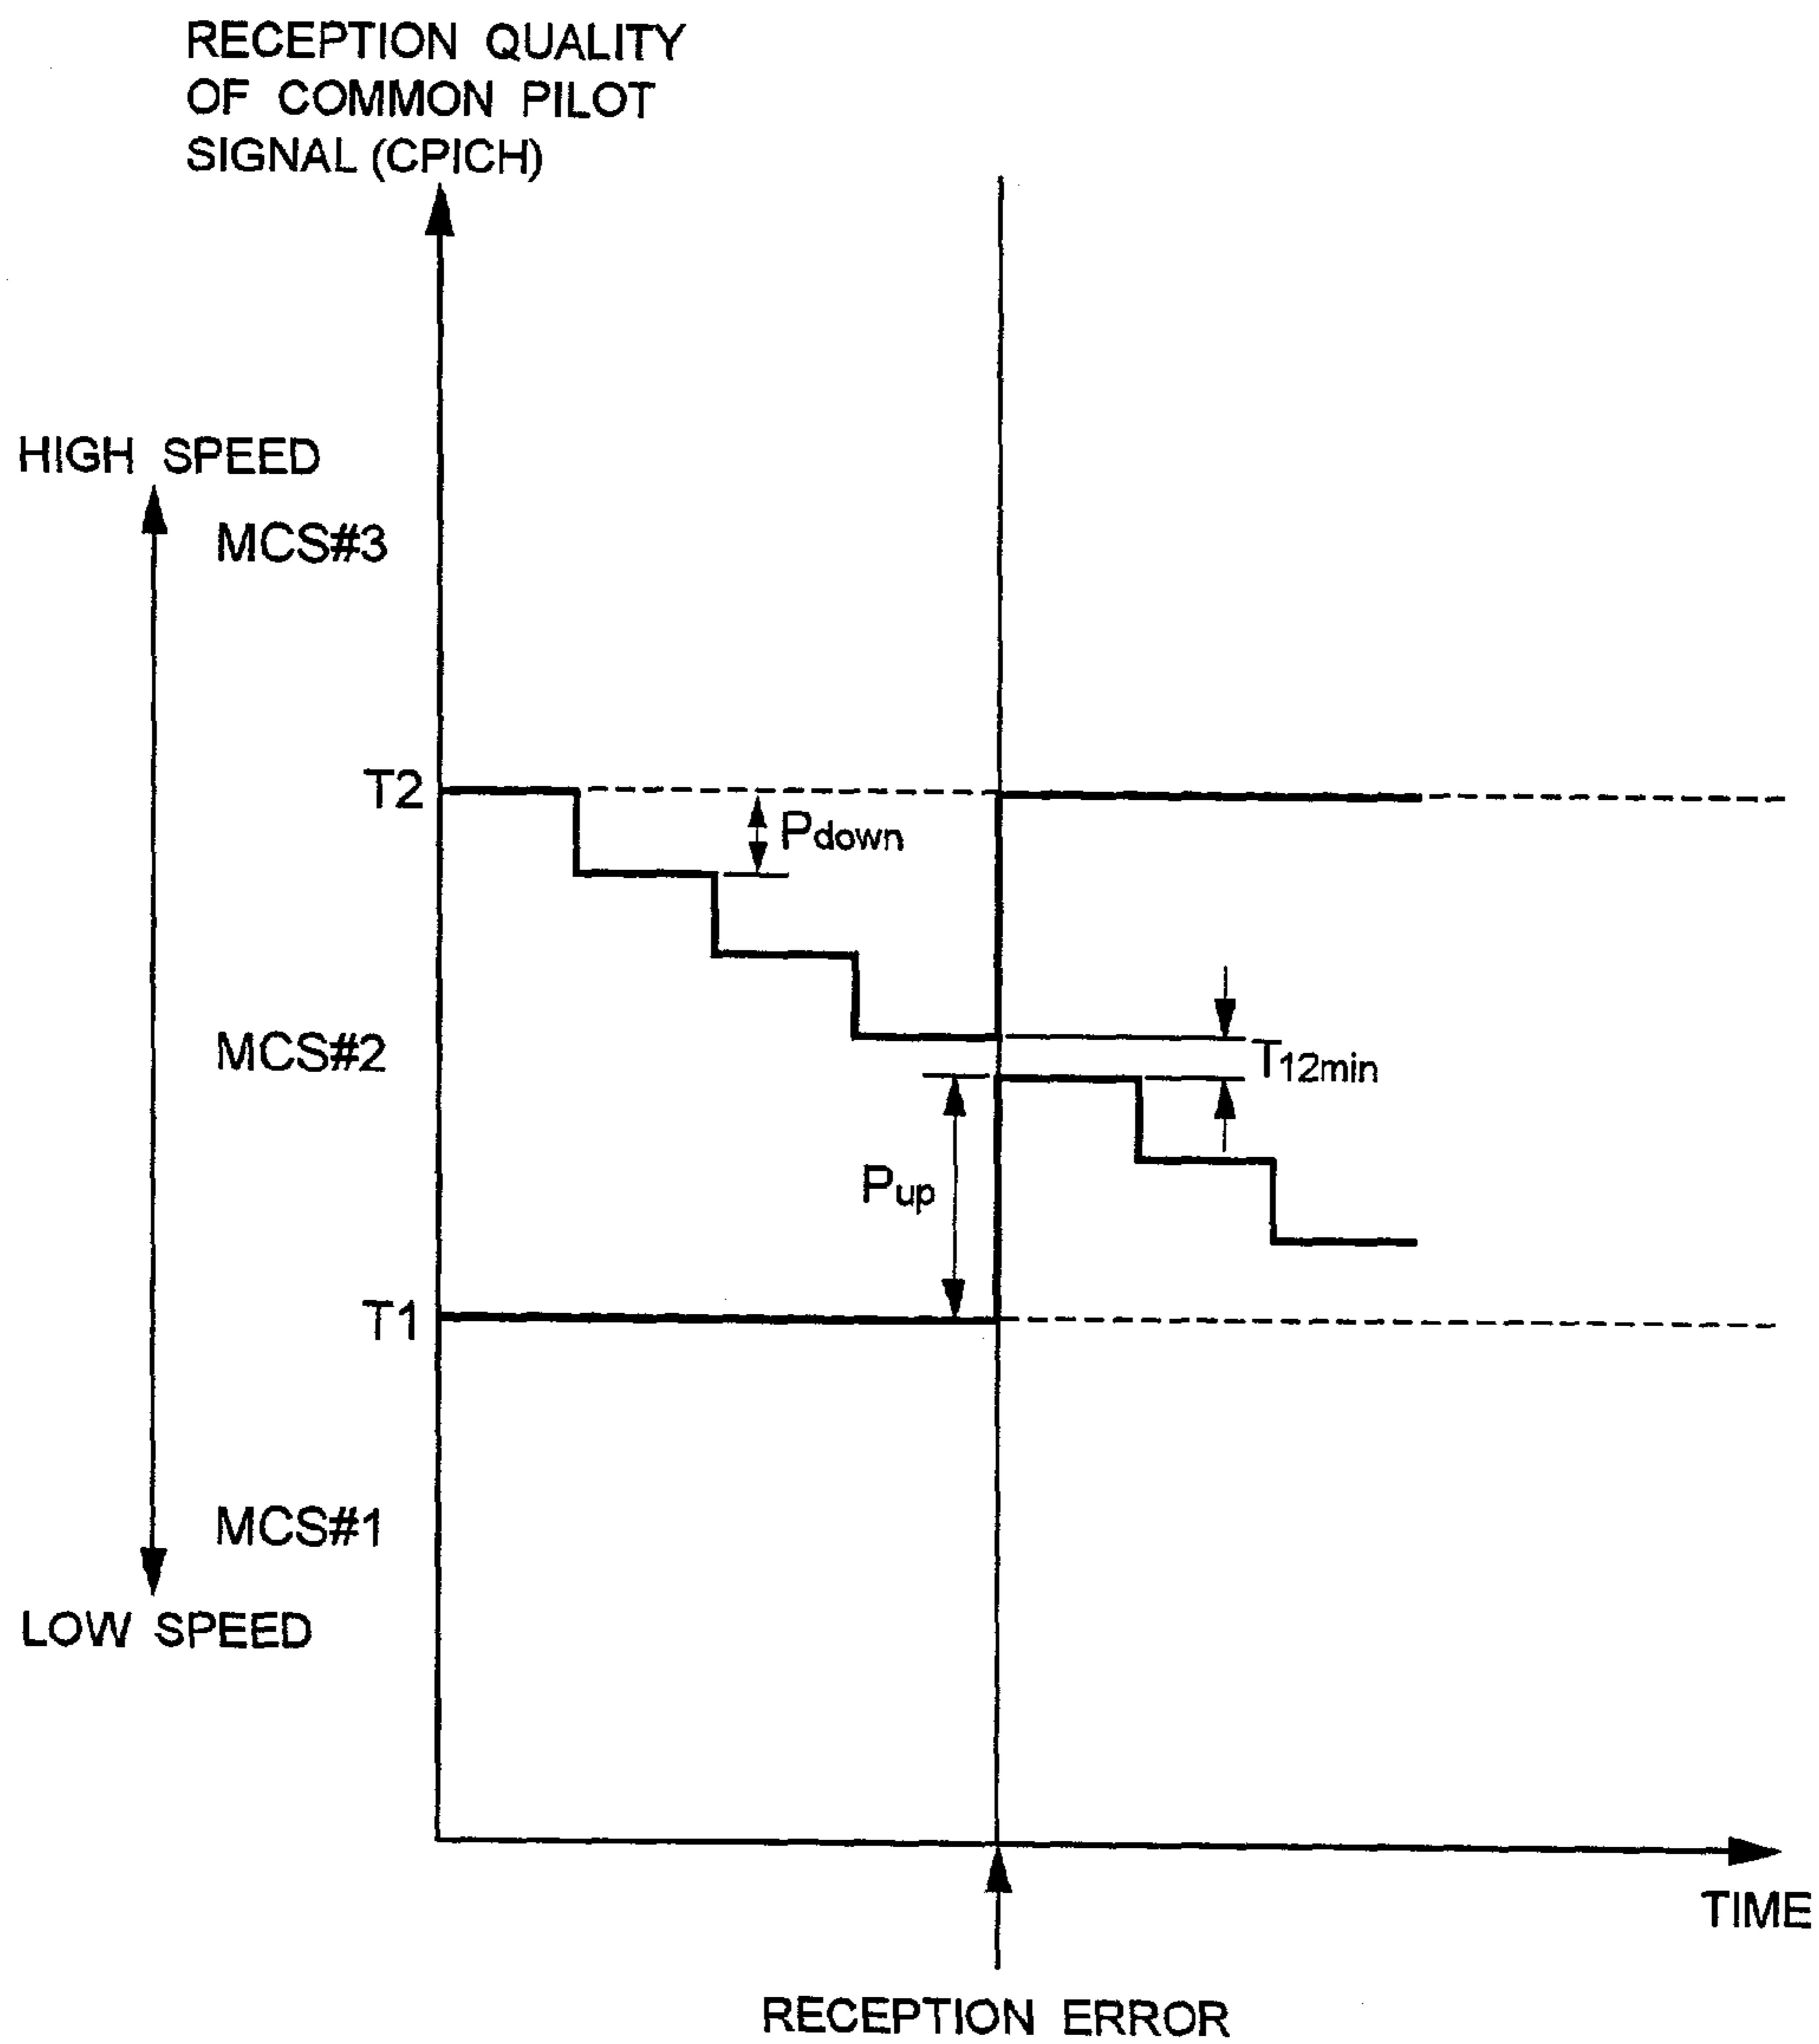 RECEPTION QUALITY
OF COMMON PILOT
SIGNAL (CPICH)
HIGH SPEED
MCS#3
T2
Pdown
MCS#2
T12min
Pup
T1
MCS#1
LOW SPEED
TIME
RECEPTION ERROR